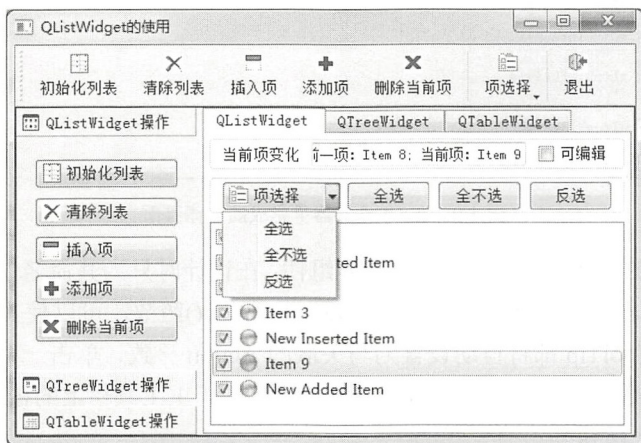 QListWidget的使用
初始化列表 清除列表 插入项 添加项 删除当前项 项选择 退出
QListWidget操作
初始化列表
清除列表
插入项
添加项
删除当前项
QTreeWidget操作
QTableWidget操作
QListWidget QTreeWidget QTableWidget
当前项变化 一项: Item 8; 当前项: Item 9 可编辑
项选择 全选 全不选 反选
全选
全不选
反选
ted Item
Item 3
New Inserted Item
Item 9
New Added Item